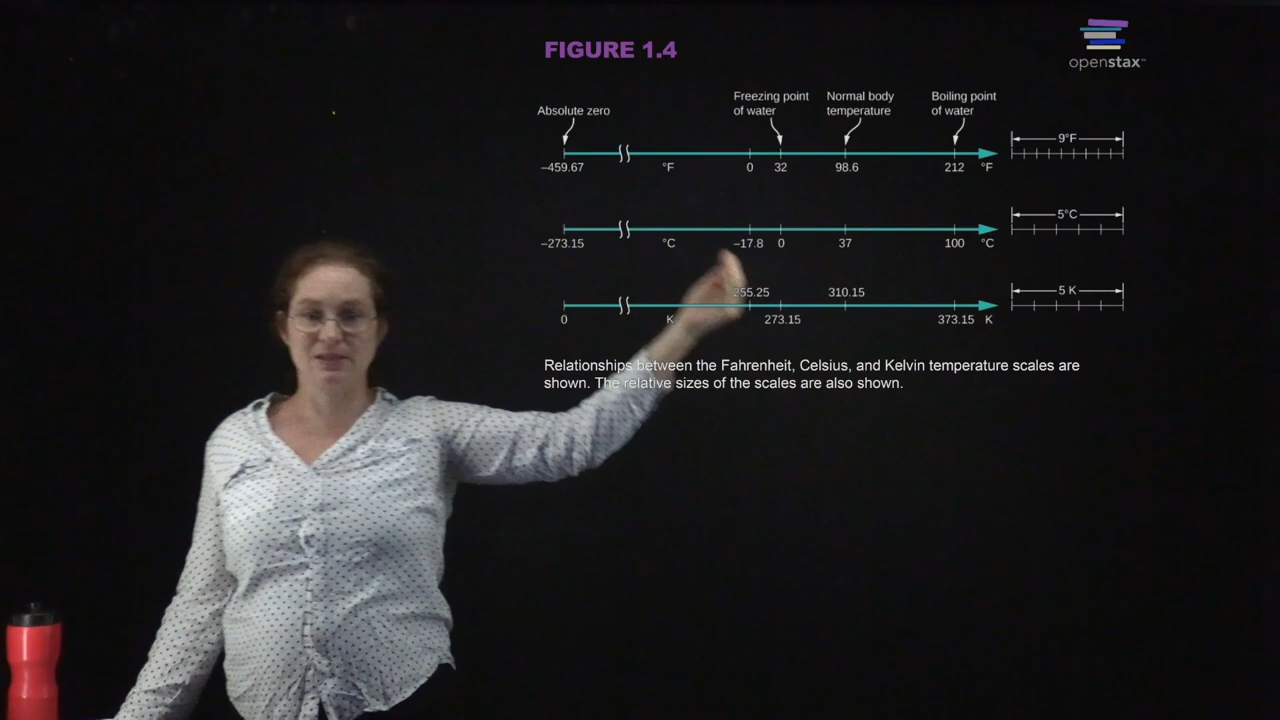 FIGURE 1.4
openstax™
Absolute zero
Freezing point
of water
Normal body
temperature
Boiling point
of water
–459.67 °F 0 32 98.6 212 °F
9°F
–273.15 °C –17.8 0 37 100 °C
5°C
255.25 310.15
0 K 273.15 373.15 K
5 K
Relationships between the Fahrenheit, Celsius, and Kelvin temperature scales are
shown. The relative sizes of the scales are also shown.